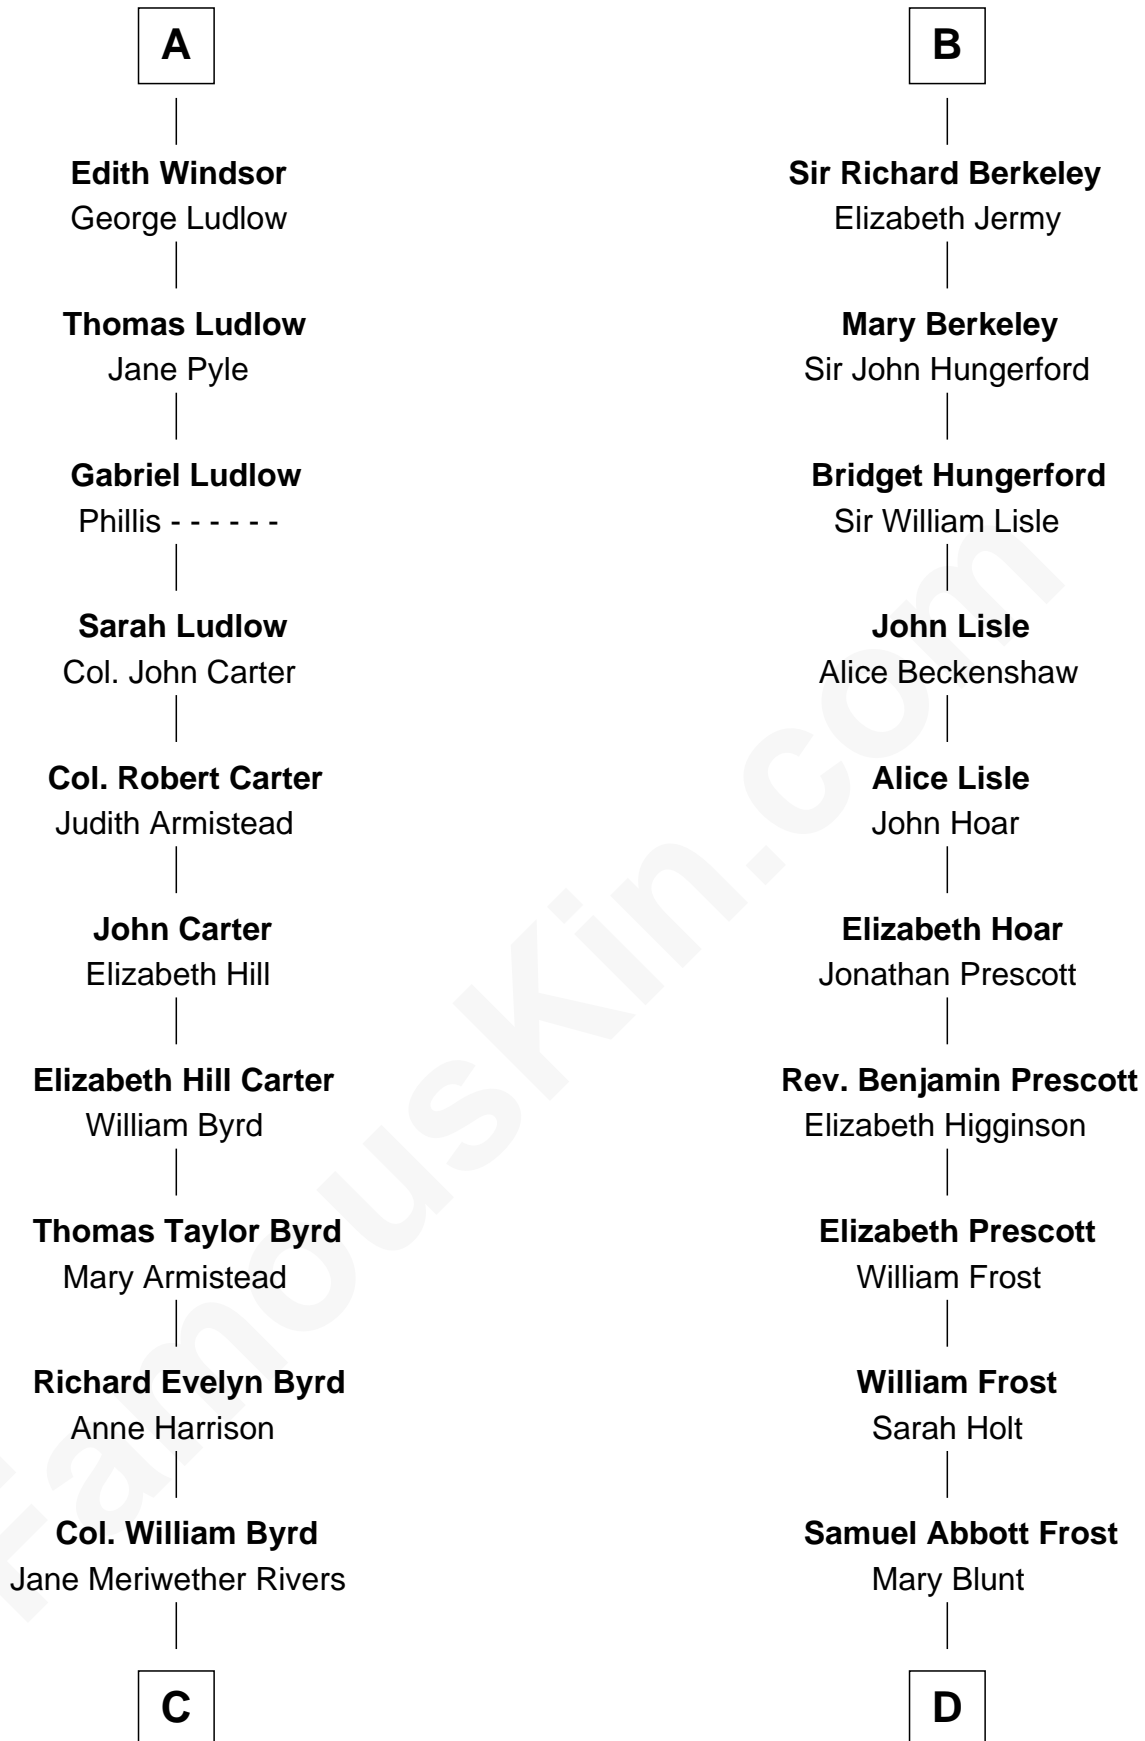 A
Edith Windsor
George Ludlow
Thomas Ludlow
Jane Pyle
Gabriel Ludlow
Phillis - - - - - -
Sarah Ludlow
Col. John Carter
Col. Robert Carter
Judith Armistead
John Carter
Elizabeth Hill
Elizabeth Hill Carter
William Byrd
Thomas Taylor Byrd
Mary Armistead
Richard Evelyn Byrd
Anne Harrison
Col. William Byrd
Jane Meriwether Rivers
C
B
Sir Richard Berkeley
Elizabeth Jermy
Mary Berkeley
Sir John Hungerford
Bridget Hungerford
Sir William Lisle
John Lisle
Alice Beckenshaw
Alice Lisle
John Hoar
Elizabeth Hoar
Jonathan Prescott
Rev. Benjamin Prescott
Elizabeth Higginson
Elizabeth Prescott
William Frost
William Frost
Sarah Holt
Samuel Abbott Frost
Mary Blunt
D
FamousKin.com